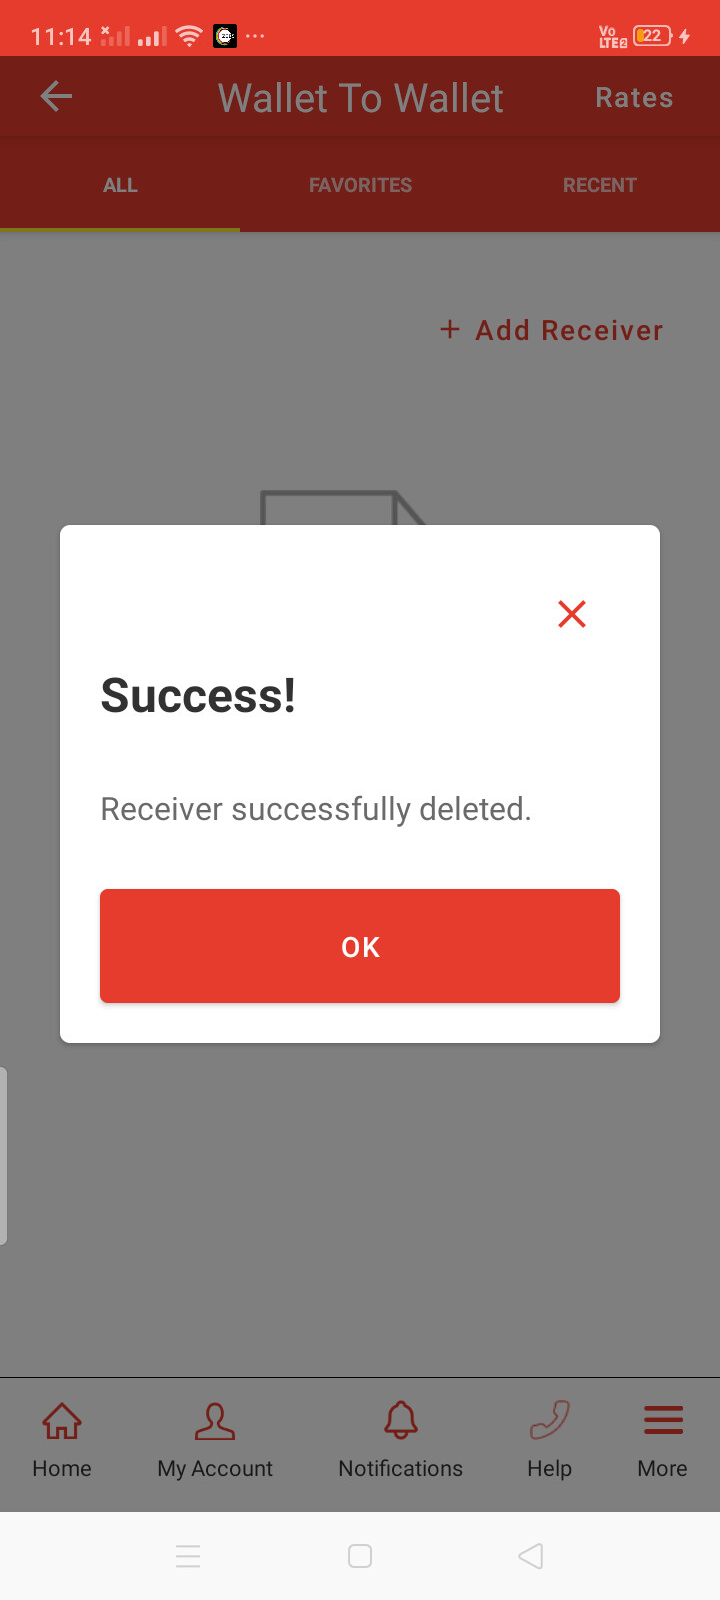 11:14
Vo
LTE2
22
Wallet To Wallet
Rates
ALL
FAVORITES
RECENT
+ Add Receiver
Success!
Receiver successfully deleted.
OK
Home
My Account
Notifications
Help
More